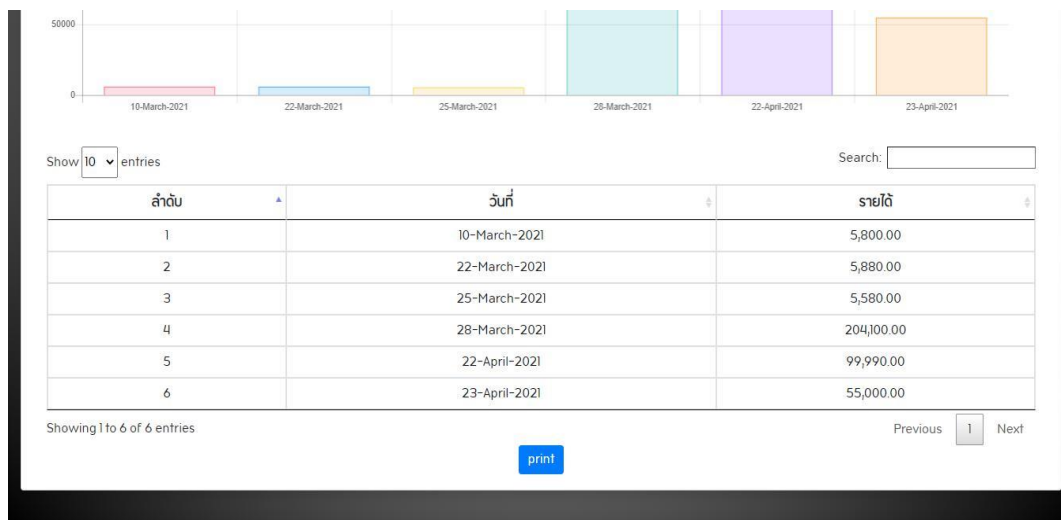 50000
0
10-March-2021 22-March-2021 25-March-2021 28-March-2021 22-April-2021 23-April-2021
Show 10 entries Search:
ลำดับ วันที่ รายได้
1 10-March-2021 5,800.00
2 22-March-2021 5,880.00
3 25-March-2021 5,580.00
4 28-March-2021 204,100.00
5 22-April-2021 99,990.00
6 23-April-2021 55,000.00
Showing 1 to 6 of 6 entries Previous 1 Next
print